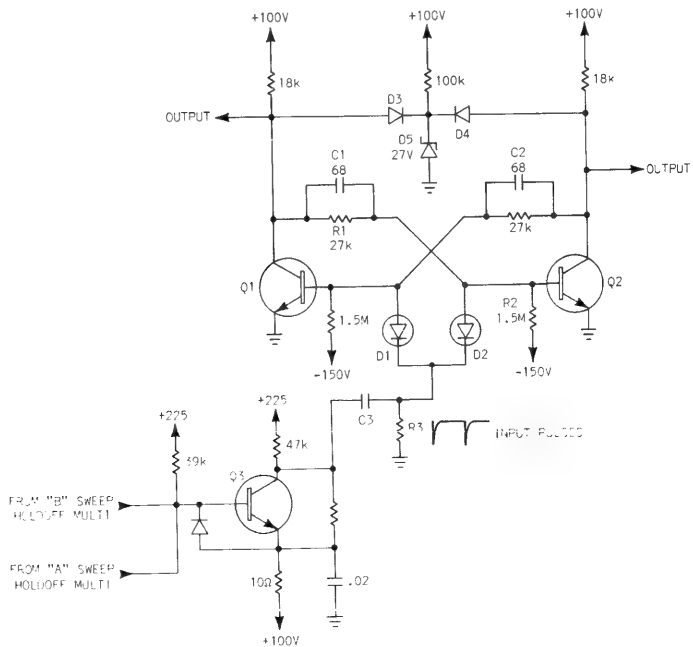 +100V
+100V
+100V
18k
100k
18k
OUTPUT
D3
D4
D5
27V
C1
68
C2
68
OUTPUT
R1
27k
27k
Q1
Q2
1.5M
R2
1.5M
D1
D2
-150V
-150V
C3
R3
INPUT
+225
+225
39k
47k
Q3
FROM "B" SWEEP
HOLDOFF MULTI
FROM "A" SWEEP
HOLDOFF MULTI
10Ω
.02
+100V